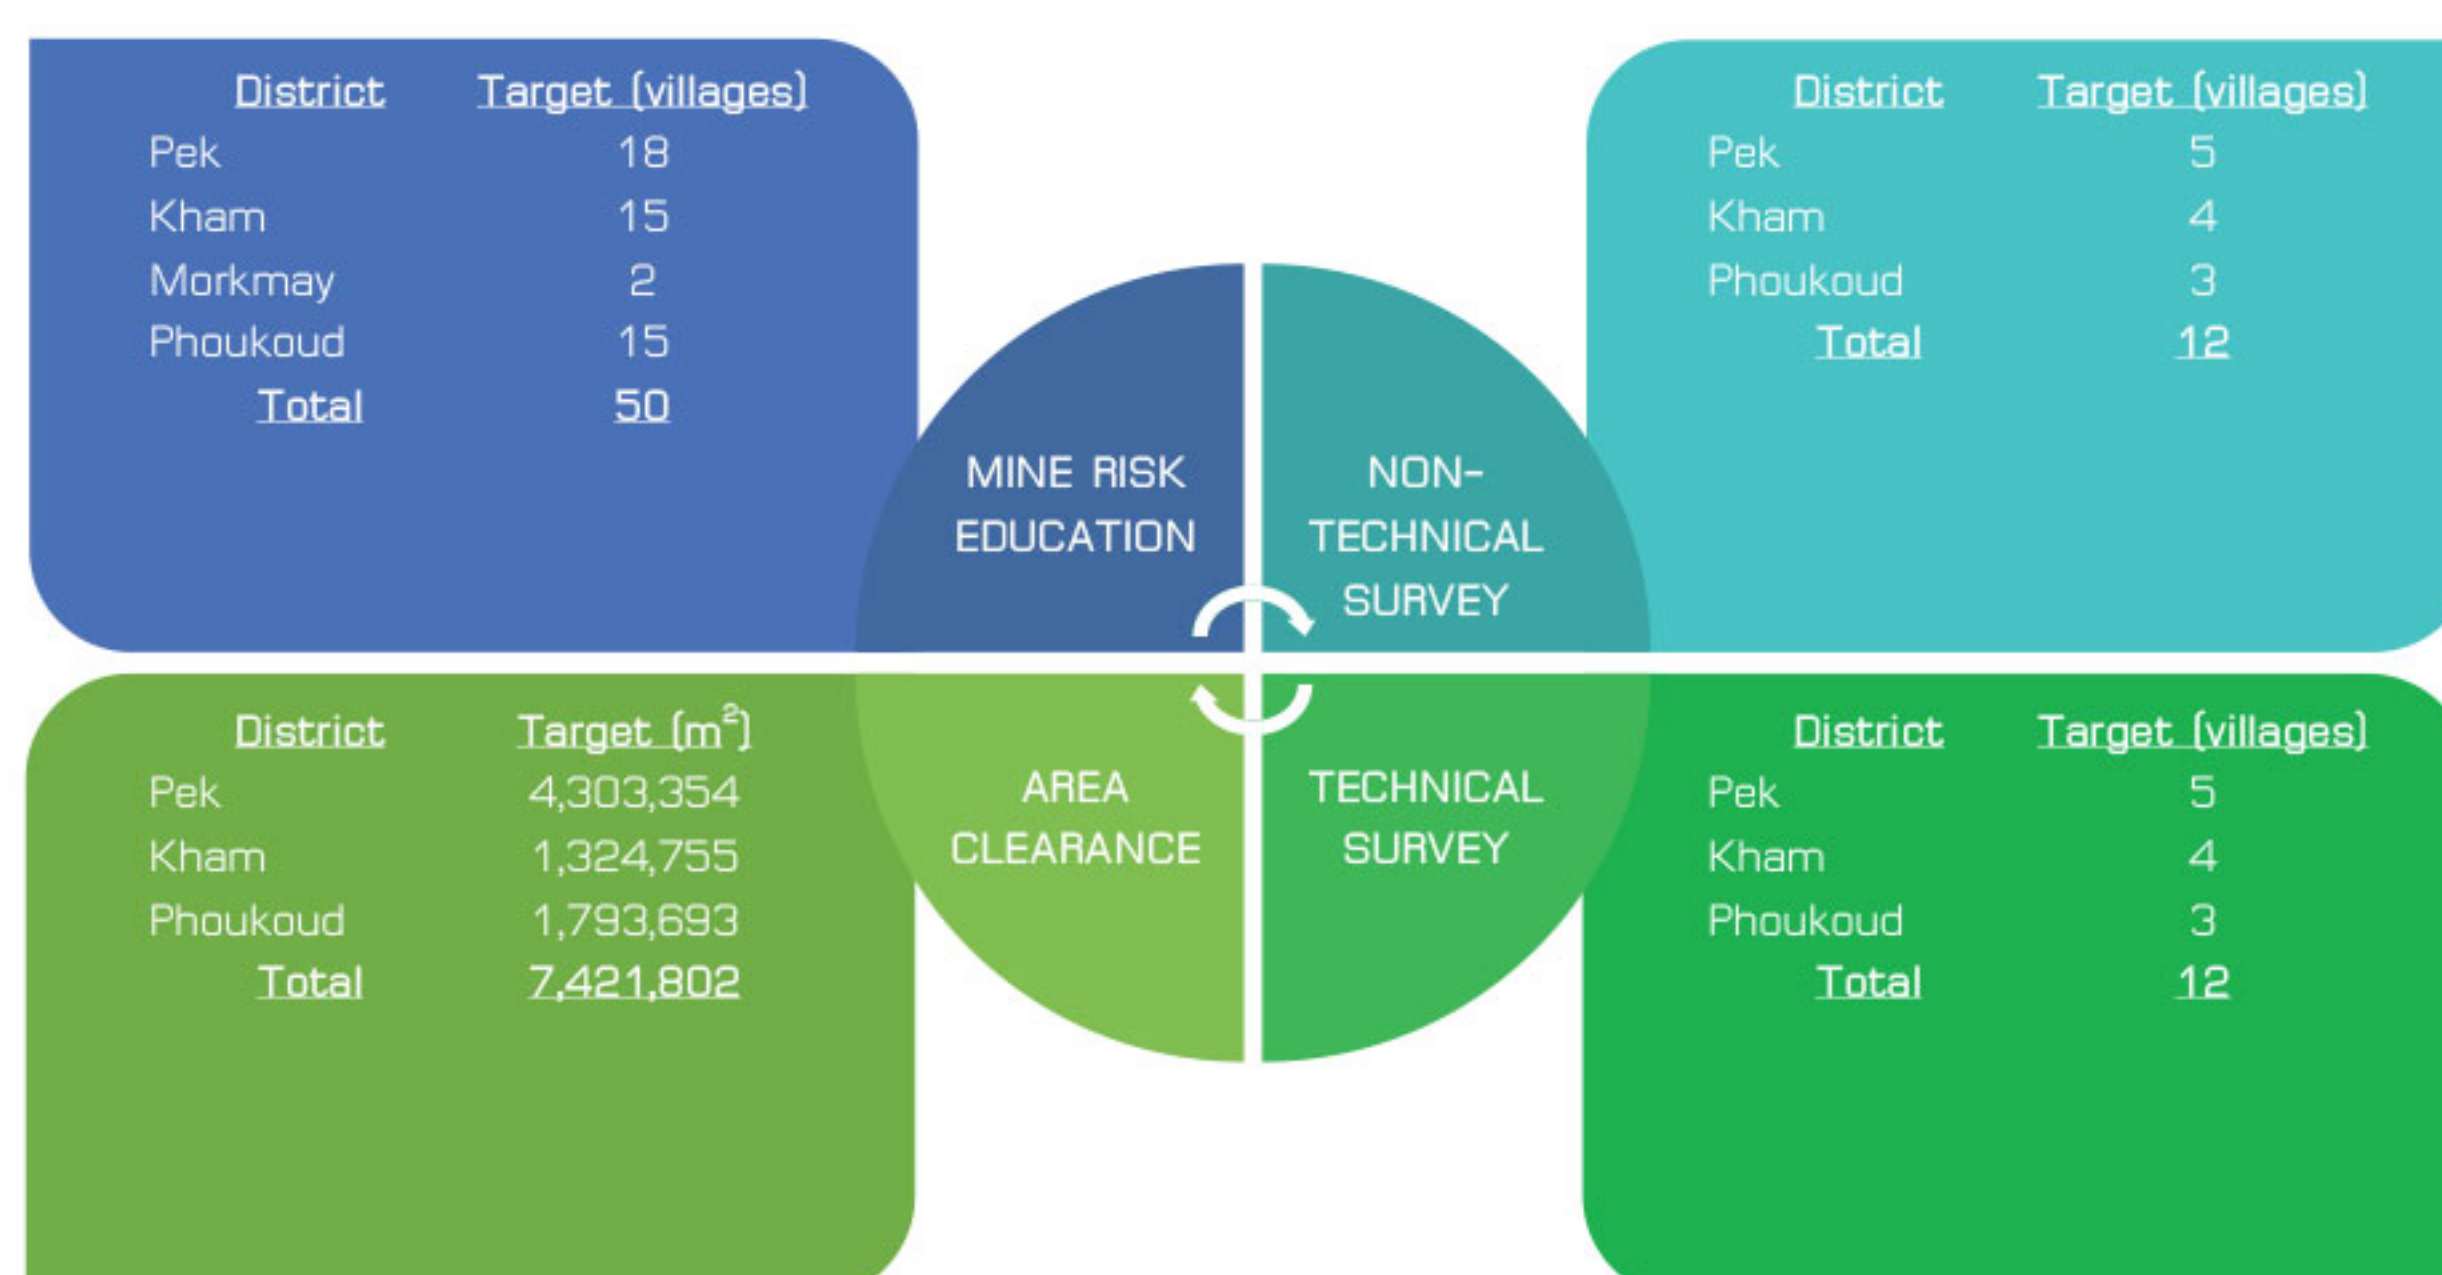 District Target (villages)
Pek 18
Kham 15
Morkmay 2
Phoukoud 15
Total 50
District Target (villages)
Pek 5
Kham 4
Phoukoud 3
Total 12
MINE RISK
EDUCATION
NON-
TECHNICAL
SURVEY
District Target (m²)
Pek 4,303,354
Kham 1,324,755
Phoukoud 1,793,693
Total 7,421,802
AREA
CLEARANCE
TECHNICAL
SURVEY
District Target (villages)
Pek 5
Kham 4
Phoukoud 3
Total 12